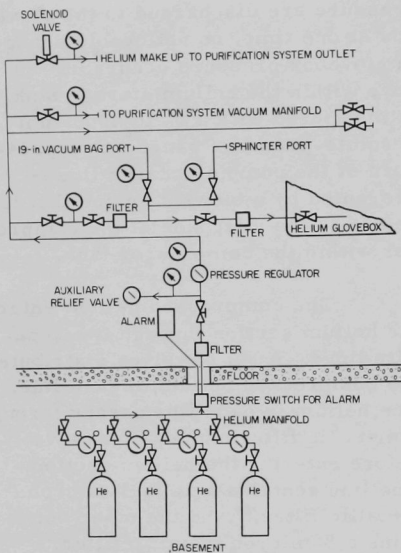 SOLENOID
VALVE
HELIUM MAKE UP TO PURIFICATION SYSTEM OUTLET
TO PURIFICATION SYSTEM VACUUM MANIFOLD
19-in VACUUM BAG PORT
SPHINCTER PORT
FILTER
FILTER
HELIUM GLOVEBOX
PRESSURE REGULATOR
AUXILIARY
RELIEF VALVE
ALARM
FILTER
FLOOR
PRESSURE SWITCH FOR ALARM
HELIUM MANIFOLD
He
He
He
He
BASEMENT